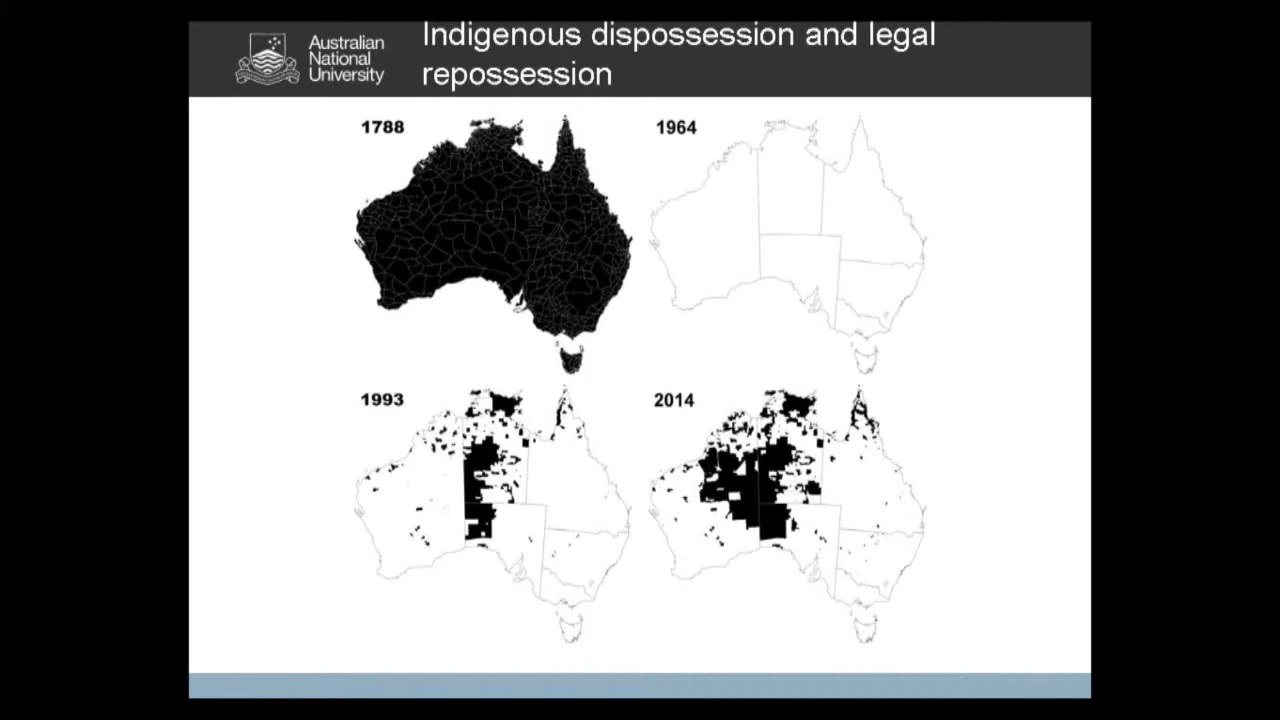 Australian
National
University
Indigenous dispossession and legal
repossession
1788
1964
1993
2014